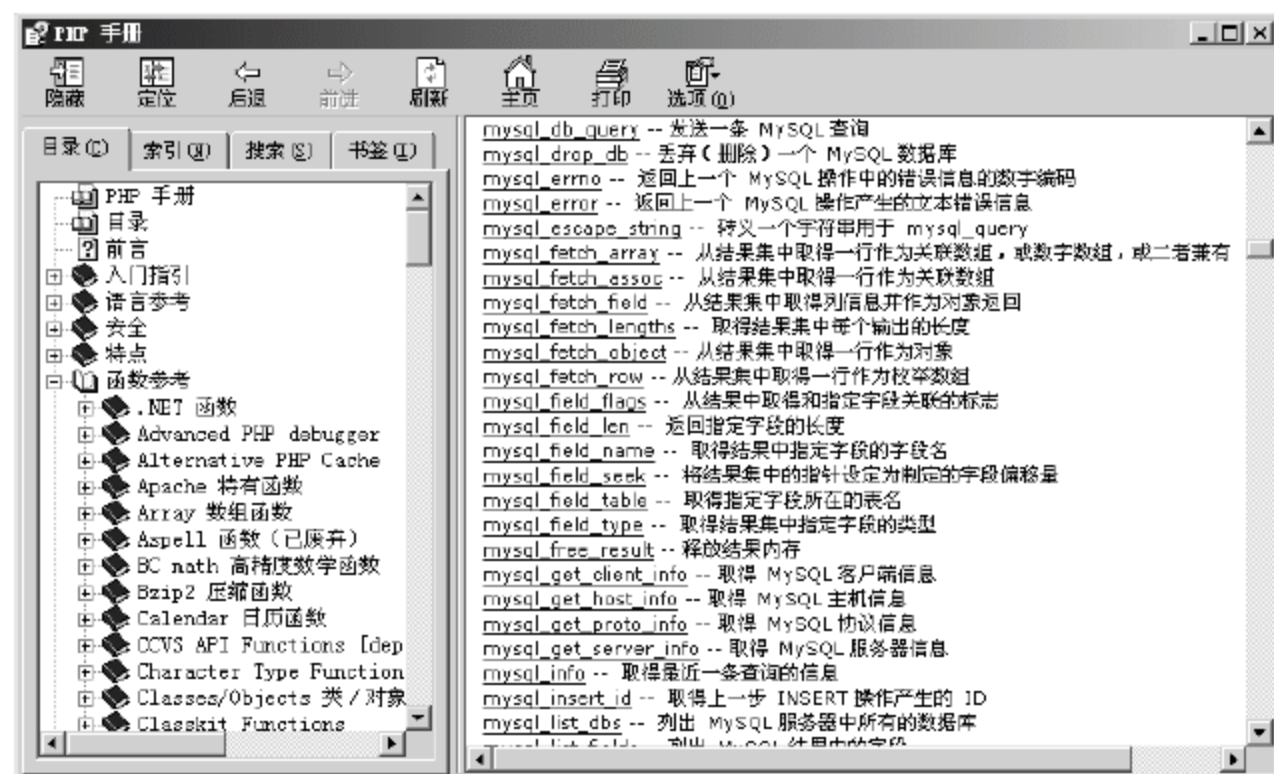 PHP 手册
隐藏 定位 后退 前进 刷新 主页 打印 选项(O)
目录(C) 索引(N) 搜索(S) 书签(I)
PHP 手册
目录
前言
入门指引
语言参考
安全
特点
函数参考
.NET 函数
Advanced PHP debugger
Alternative PHP Cache
Apache 特有函数
Array 数组函数
Aspell 函数（已废弃）
BC math 高精度数学函数
Bzip2 压缩函数
Calendar 日历函数
CCVS API Functions [dep
Character Type Function
Classes/Objects 类／对象
Classkit Functions
mysql_db_query -- 发送一条 MySQL 查询
mysql_drop_db -- 丢弃（删除）一个 MySQL 数据库
mysql_errno -- 返回上一个 MySQL 操作中的错误信息的数字编码
mysql_error -- 返回上一个 MySQL 操作产生的文本错误信息
mysql_escape_string -- 转义一个字符串用于 mysql_query
mysql_fetch_array -- 从结果集中取得一行作为关联数组，或数字数组，或二者兼有
mysql_fetch_assoc -- 从结果集中取得一行作为关联数组
mysql_fetch_field -- 从结果集中取得列信息并作为对象返回
mysql_fetch_lengths -- 取得结果集中每个输出的长度
mysql_fetch_object -- 从结果集中取得一行作为对象
mysql_fetch_row -- 从结果集中取得一行作为枚举数组
mysql_field_flags -- 从结果中取得和指定字段关联的标志
mysql_field_len -- 返回指定字段的长度
mysql_field_name -- 取得结果中指定字段的字段名
mysql_field_seek -- 将结果集中的指针设定为制定的字段偏移量
mysql_field_table -- 取得指定字段所在的表名
mysql_field_type -- 取得结果集中指定字段的类型
mysql_free_result -- 释放结果内存
mysql_get_client_info -- 取得 MySQL 客户端信息
mysql_get_host_info -- 取得 MySQL 主机信息
mysql_get_proto_info -- 取得 MySQL 协议信息
mysql_get_server_info -- 取得 MySQL 服务器信息
mysql_info -- 取得最近一条查询的信息
mysql_insert_id -- 取得上一步 INSERT 操作产生的 ID
mysql_list_dbs -- 列出 MySQL 服务器中所有的数据库
mysql_list_fields -- 列出 MySQL 结果中的字段